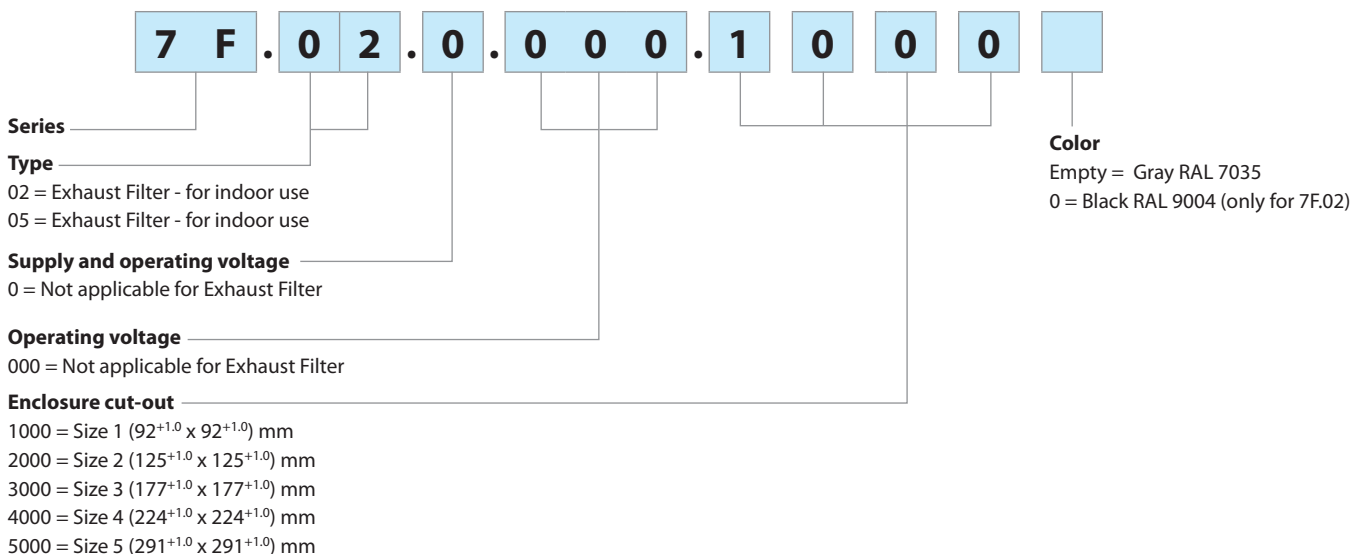 7 F . 0 2 . 0 . 0 0 0 . 1 0 0 0
Series
Type
02 = Exhaust Filter - for indoor use
05 = Exhaust Filter - for indoor use
Supply and operating voltage
0 = Not applicable for Exhaust Filter
Operating voltage
000 = Not applicable for Exhaust Filter
Enclosure cut-out
1000 = Size 1 (92+1.0 x 92+1.0) mm
2000 = Size 2 (125+1.0 x 125+1.0) mm
3000 = Size 3 (177+1.0 x 177+1.0) mm
4000 = Size 4 (224+1.0 x 224+1.0) mm
5000 = Size 5 (291+1.0 x 291+1.0) mm
Color
Empty = Gray RAL 7035
0 = Black RAL 9004 (only for 7F.02)